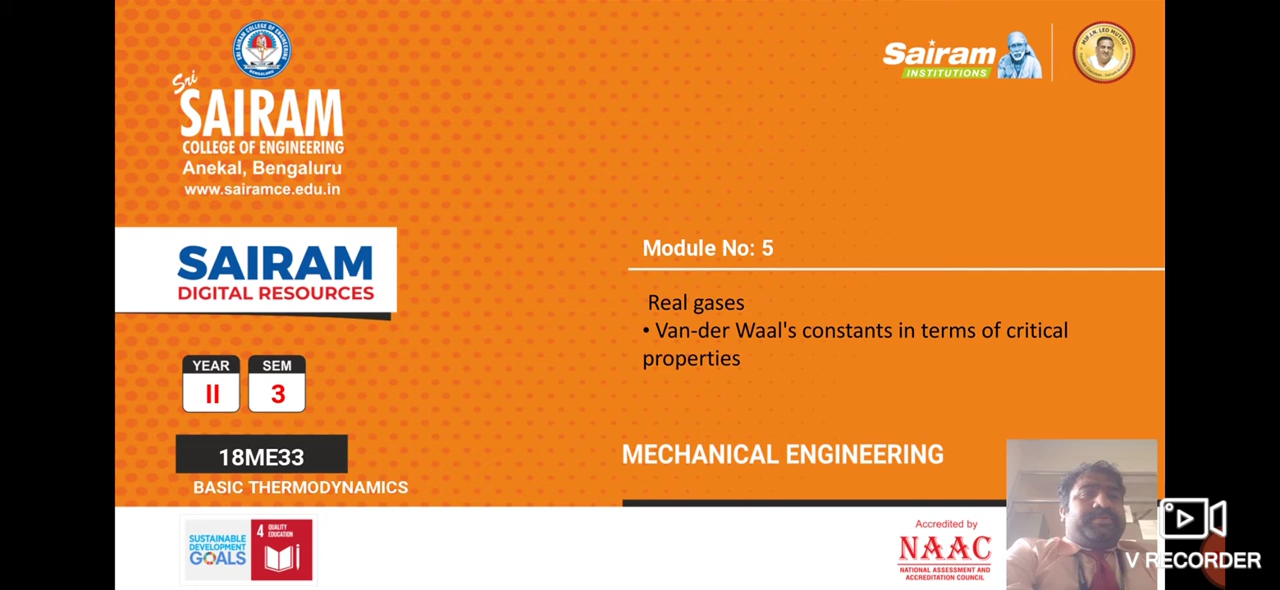 Sri
SAIRAM
COLLEGE OF ENGINEERING
Anekal, Bengaluru
www.sairamce.edu.in
Sairam
INSTITUTIONS
SAIRAM
DIGITAL RESOURCES
Module No: 5
Real gases
• Van-der Waal's constants in terms of critical
properties
YEAR
II
SEM
3
18ME33
BASIC THERMODYNAMICS
MECHANICAL ENGINEERING
SUSTAINABLE
DEVELOPMENT
GOALS
4 QUALITY
EDUCATION
Accredited by
NAAC
NATIONAL ASSESSMENT AND
ACCREDITATION COUNCIL
V RECORDER